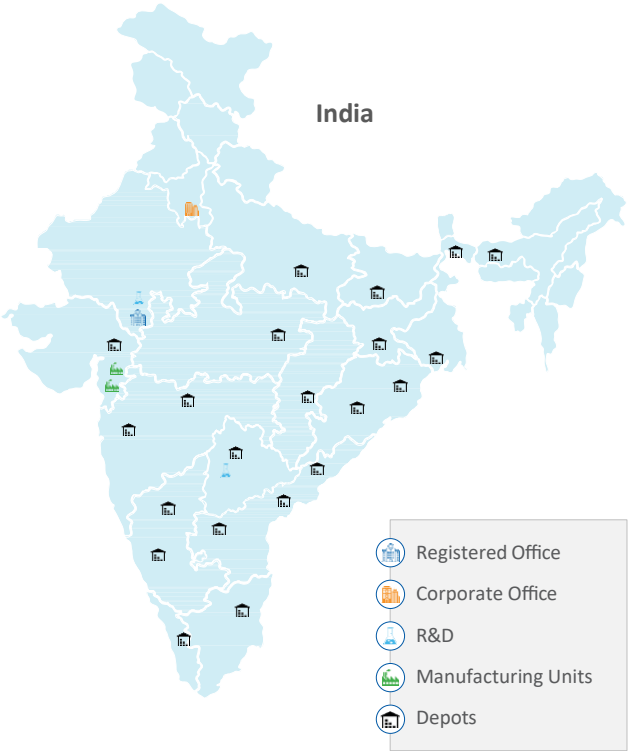 India
Registered Office
Corporate Office
R&D
Manufacturing Units
Depots